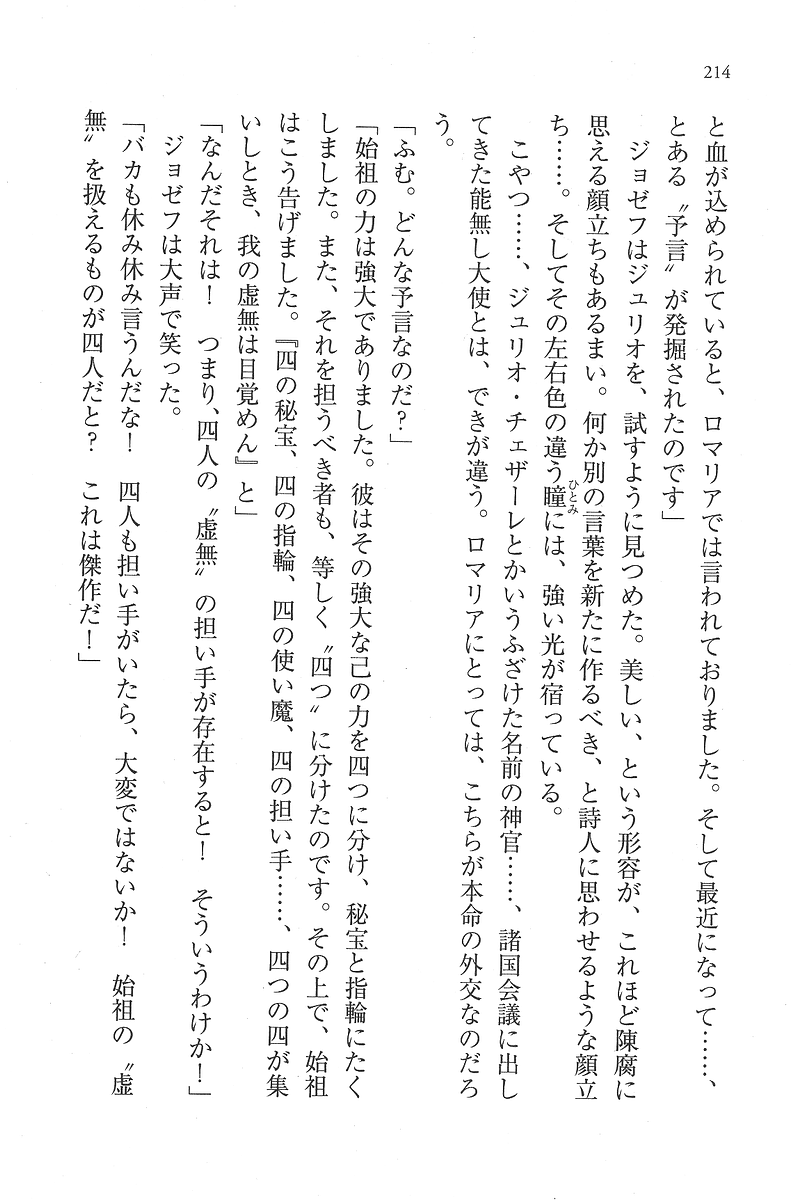 214
と血が込められていると、ロマリアでは言われておりました。そして最近になって……、
とある〝予言〟が発掘されたのです」
　ジョゼフはジュリオを、試すように見つめた。美しい、という形容が、これほど陳腐に
思える顔立ちもあるまい。何か別の言葉を新たに作るべき、と詩人に思わせるような顔立
ち……。そしてその左右色の違う瞳には、強い光が宿っている。
ひとみ
　こやつ……、ジュリオ・チェザーレとかいうふざけた名前の神官……、諸国会議に出し
てきた能無し大使とは、できが違う。ロマリアにとっては、こちらが本命の外交なのだろ
う。
「ふむ。どんな予言なのだ？」
「始祖の力は強大でありました。彼はその強大な己の力を四つに分け、秘宝と指輪にたく
しました。また、それを担うべき者も、等しく〝四つ〟に分けたのです。その上で、始祖
はこう告げました。『四の秘宝、四の指輪、四の使い魔、四の担い手……、四つの四が集
いしとき、我の虚無は目覚めん』と」
「なんだそれは！　つまり、四人の〝虚無〟の担い手が存在すると！　そういうわけか！」
　ジョゼフは大声で笑った。
「バカも休み休み言うんだな！　四人も担い手がいたら、大変ではないか！　始祖の〝虚
無〟を扱えるものが四人だと？　これは傑作だ！」